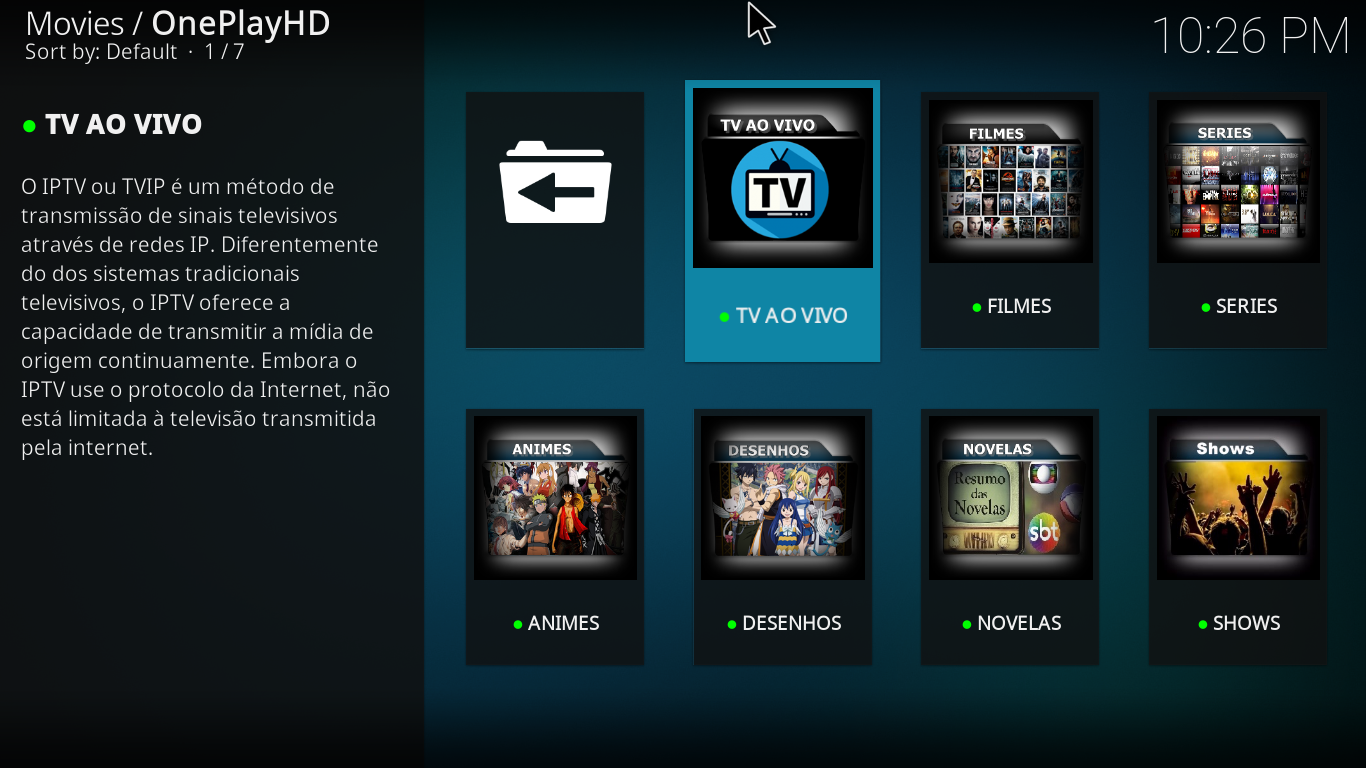 Movies / OnePlayHD
Sort by: Default · 1 / 7
10:26 PM
● TV AO VIVO
O IPTV ou TVIP é um método de
transmissão de sinais televisivos
através de redes IP. Diferentemente
do dos sistemas tradicionais
televisivos, o IPTV oferece a
capacidade de transmitir a mídia de
origem continuamente. Embora o
IPTV use o protocolo da Internet, não
está limitada à televisão transmitida
pela internet.
TV AO VIVO
TV
● TV AO VIVO
FILMES
● FILMES
SERIES
● SERIES
ANIMES
● ANIMES
DESENHOS
● DESENHOS
NOVELAS
Resumo
das
Novelas
sbt
● NOVELAS
Shows
● SHOWS